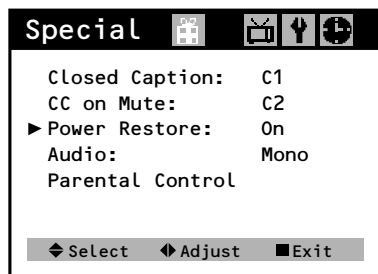 Special
Closed Caption: C1
CC on Mute: C2
Power Restore: On
Audio: Mono
Parental Control
Select Adjust Exit